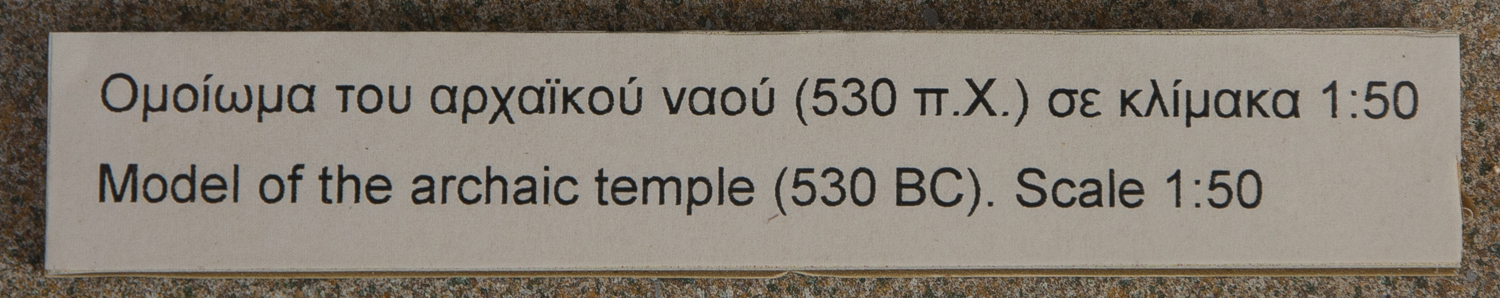 Ομοίωμα του αρχαϊκού ναού (530 π.Χ.) σε κλίμακα 1:50
Model of the archaic temple (530 BC). Scale 1:50